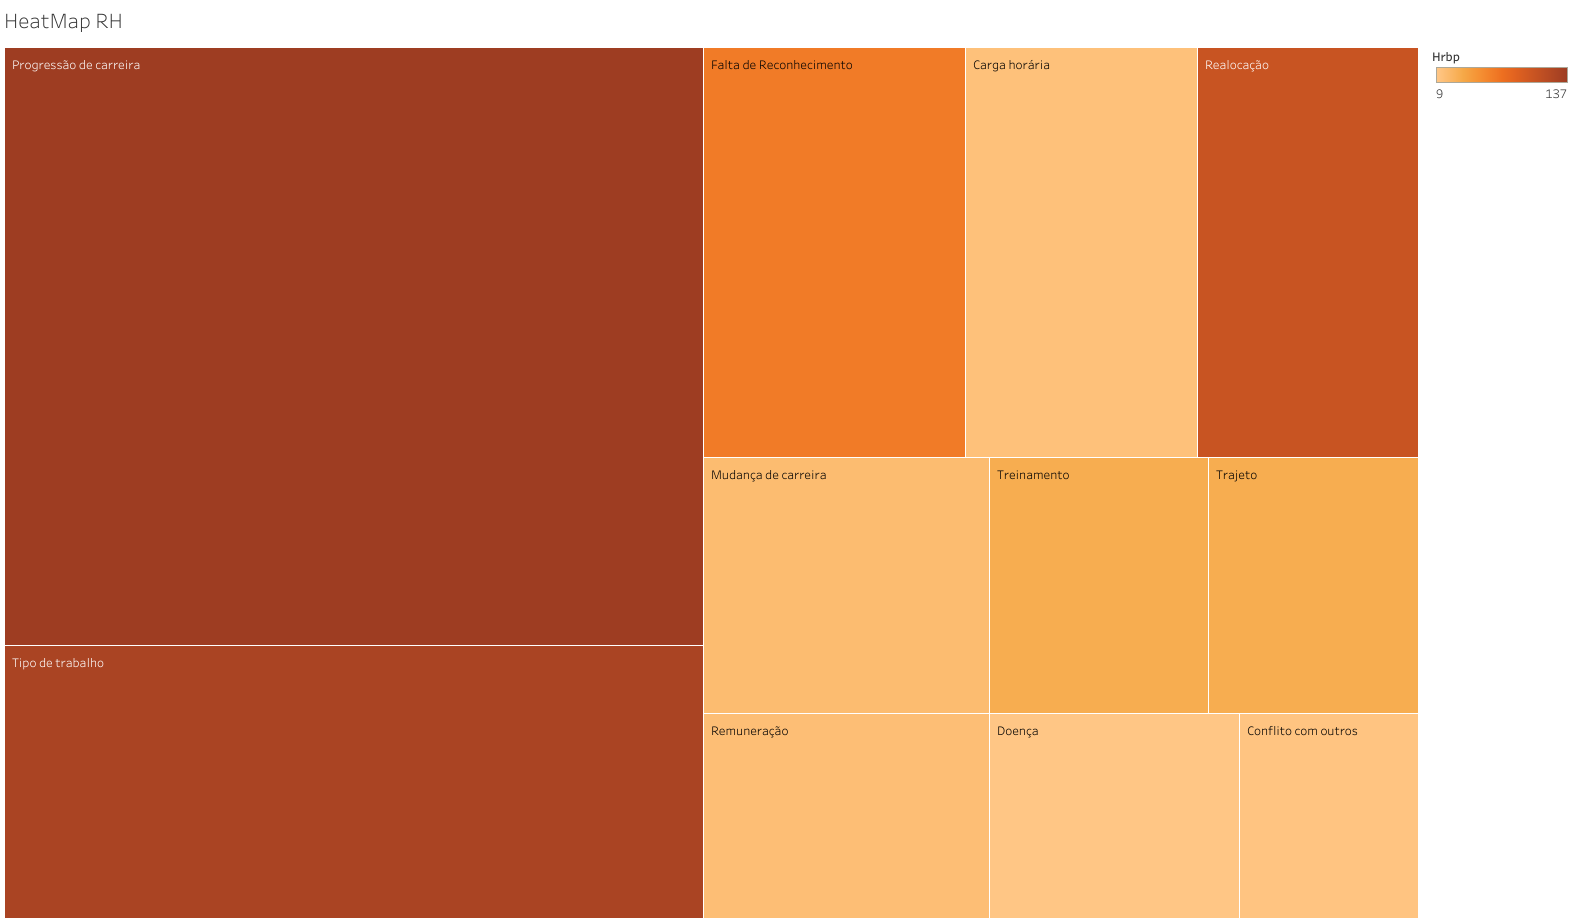 HeatMap RH
Progressão de carreira
Falta de Reconhecimento
Carga horária
Realocação
Hrbp
9
137
Mudança de carreira
Treinamento
Trajeto
Tipo de trabalho
Remuneração
Doença
Conflito com outros